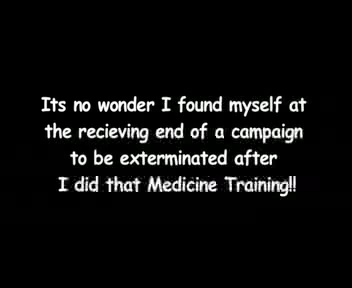 Its no wonder I found myself at
the recieving end of a campaign
to be exterminated after
I did that Medicine Training!!